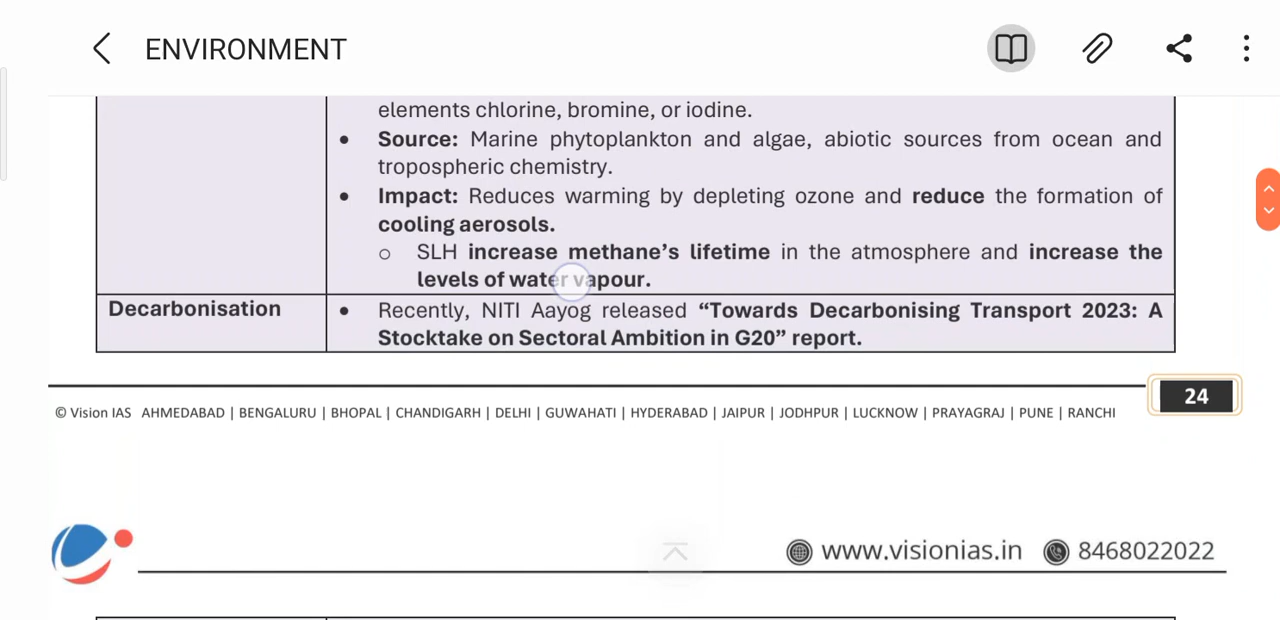 ENVIRONMENT
elements chlorine, bromine, or iodine.
• Source: Marine phytoplankton and algae, abiotic sources from ocean and
tropospheric chemistry.
• Impact: Reduces warming by depleting ozone and reduce the formation of
cooling aerosols.
o SLH increase methane’s lifetime in the atmosphere and increase the
levels of water vapour.
Decarbonisation
• Recently, NITI Aayog released “Towards Decarbonising Transport 2023: A
Stocktake on Sectoral Ambition in G20” report.
24
© Vision IAS AHMEDABAD | BENGALURU | BHOPAL | CHANDIGARH | DELHI | GUWAHATI | HYDERABAD | JAIPUR | JODHPUR | LUCKNOW | PRAYAGRAJ | PUNE | RANCHI
www.visionias.in 8468022022